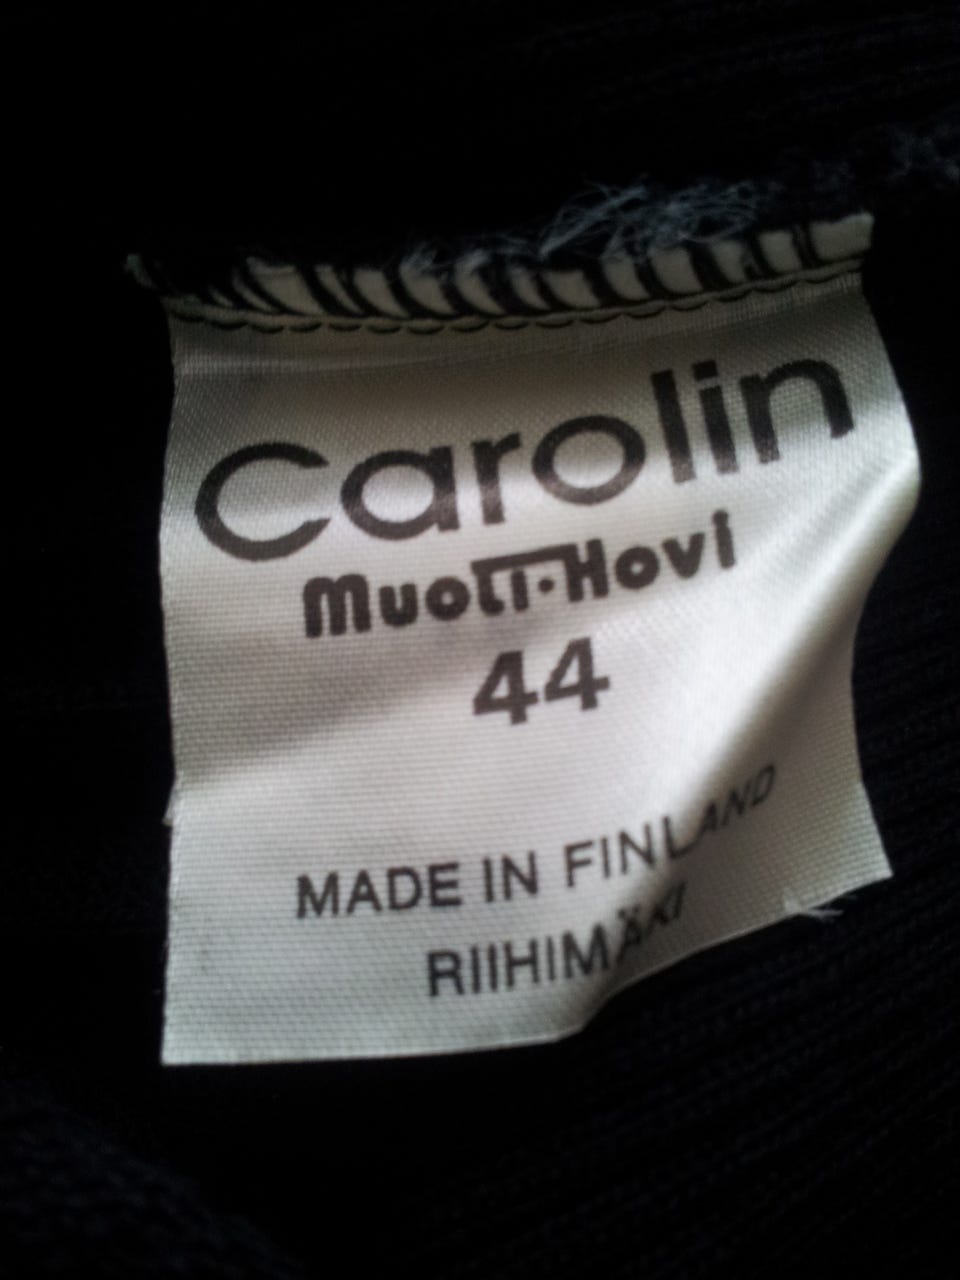 Carolin
Muoti·Hovi
44
MADE IN FINLAND
RIIHIMÄKI